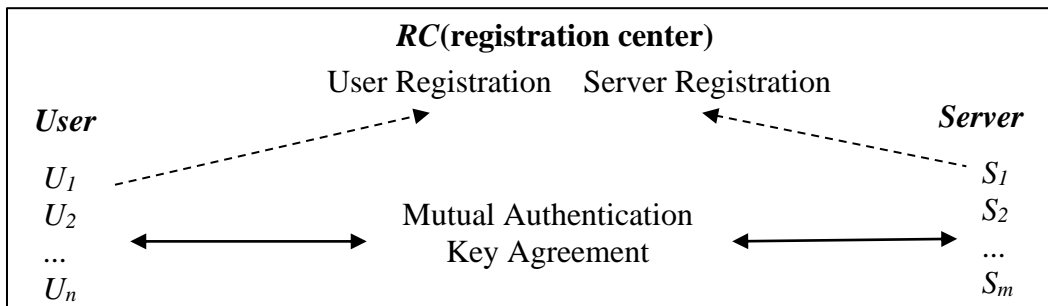 RC(registration center)
User Registration Server Registration
User Server
U1 S1
U2 Mutual Authentication S2
... Key Agreement ...
Un Sm